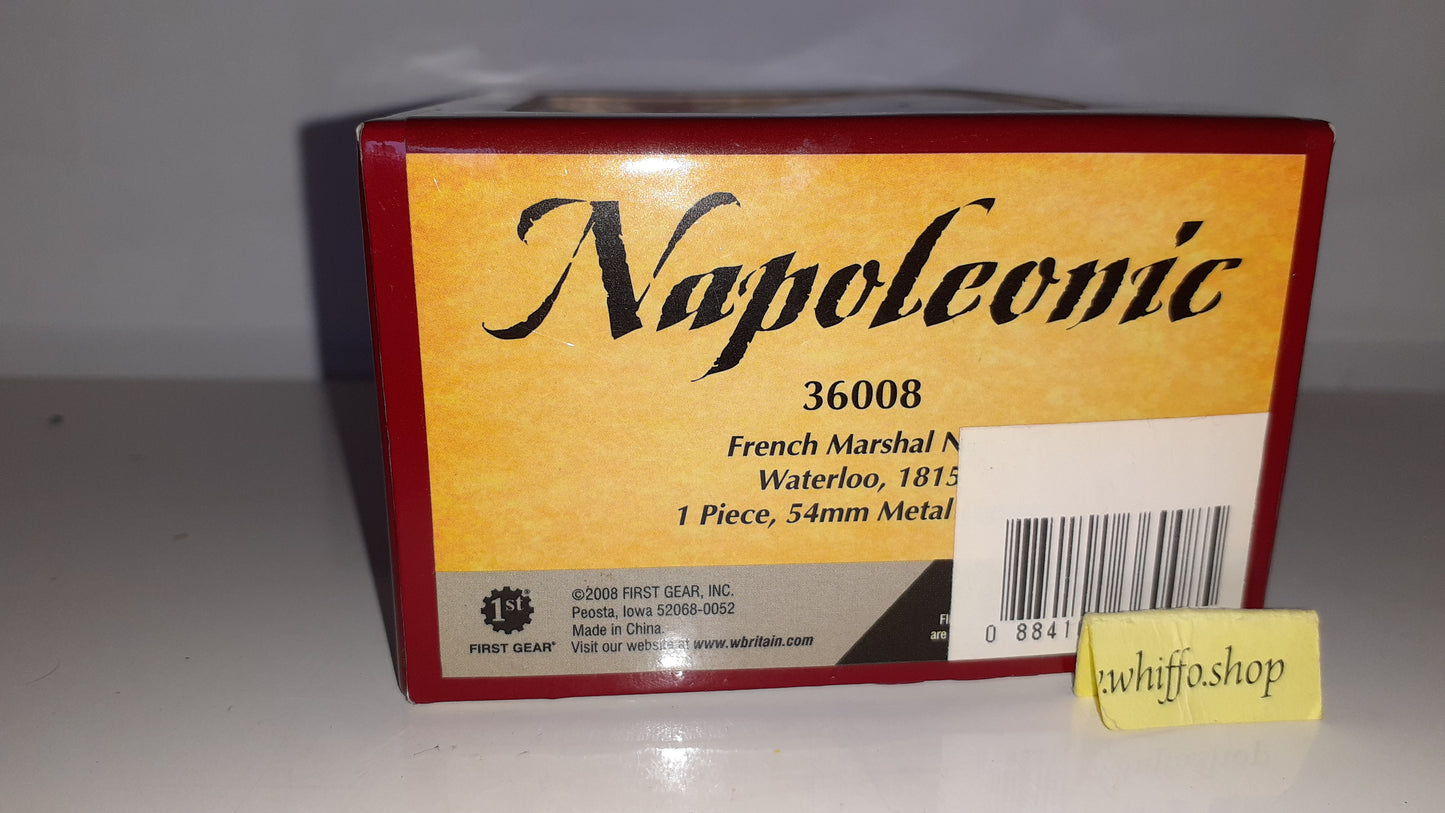 Napoleonic
36008
French Marshal N
Waterloo, 1815
1 Piece, 54mm Metal
1st
FIRST GEAR®
©2008 FIRST GEAR, INC.
Peosta, Iowa 52068-0052
Made in China.
Visit our website at www.wbritain.com
are
0 8841
.whiffo.shop